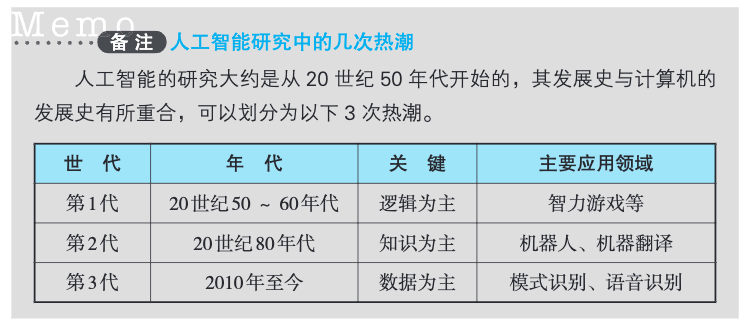 Memo
备注 人工智能研究中的几次热潮
人工智能的研究大约是从 20 世纪 50 年代开始的，其发展史与计算机的
发展史有所重合，可以划分为以下 3 次热潮。
世 代 年 代 关 键 主要应用领域
第1代 20世纪50 ~ 60年代 逻辑为主 智力游戏等
第2代 20世纪80年代 知识为主 机器人、机器翻译
第3代 2010年至今 数据为主 模式识别、语音识别